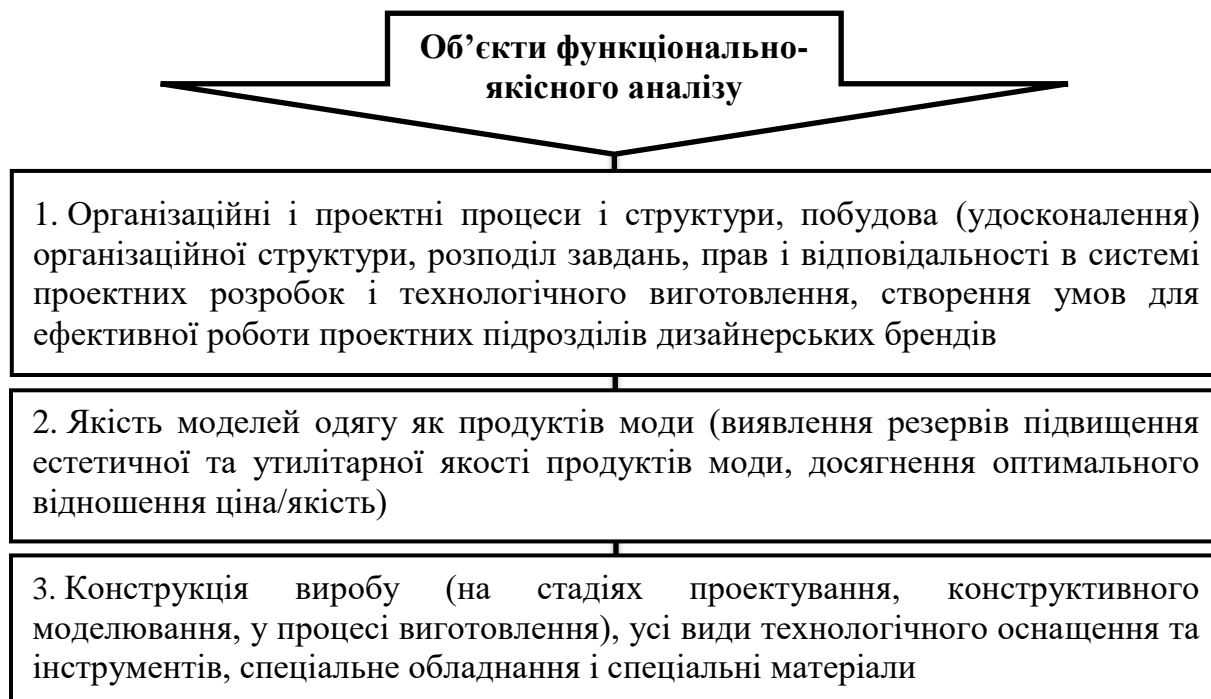 Об’єкти функціонально-
якісного аналізу
1. Організаційні і проектні процеси і структури, побудова (удосконалення)
організаційної структури, розподіл завдань, прав і відповідальності в системі
проектних розробок і технологічного виготовлення, створення умов для
ефективної роботи проектних підрозділів дизайнерських брендів
2. Якість моделей одягу як продуктів моди (виявлення резервів підвищення
естетичної та утилітарної якості продуктів моди, досягнення оптимального
відношення ціна/якість)
3. Конструкція виробу (на стадіях проектування, конструктивного
моделювання, у процесі виготовлення), усі види технологічного оснащення та
інструментів, спеціальне обладнання і спеціальні матеріали